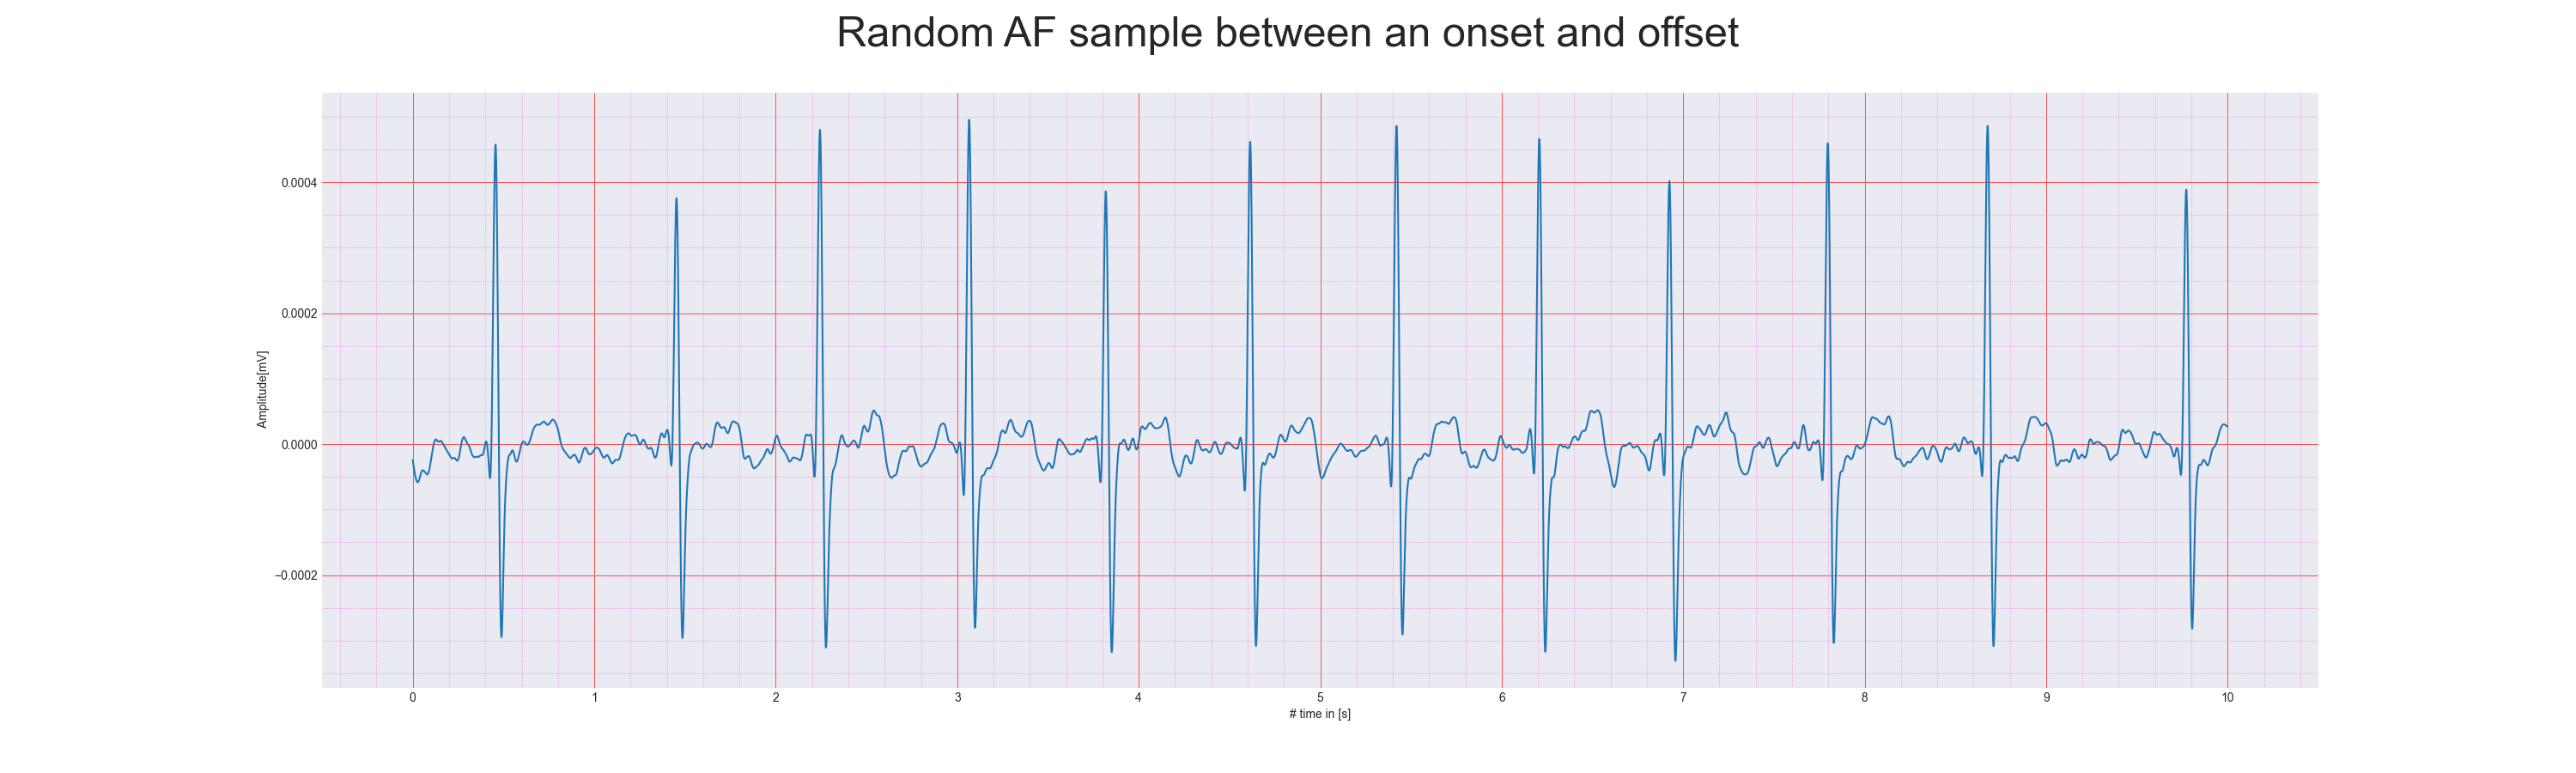 Random AF sample between an onset and offset
0.0004
0.0002
0.0000
−0.0002
Amplitude[mV]
0 1 2 3 4 5 6 7 8 9 10
# time in [s]